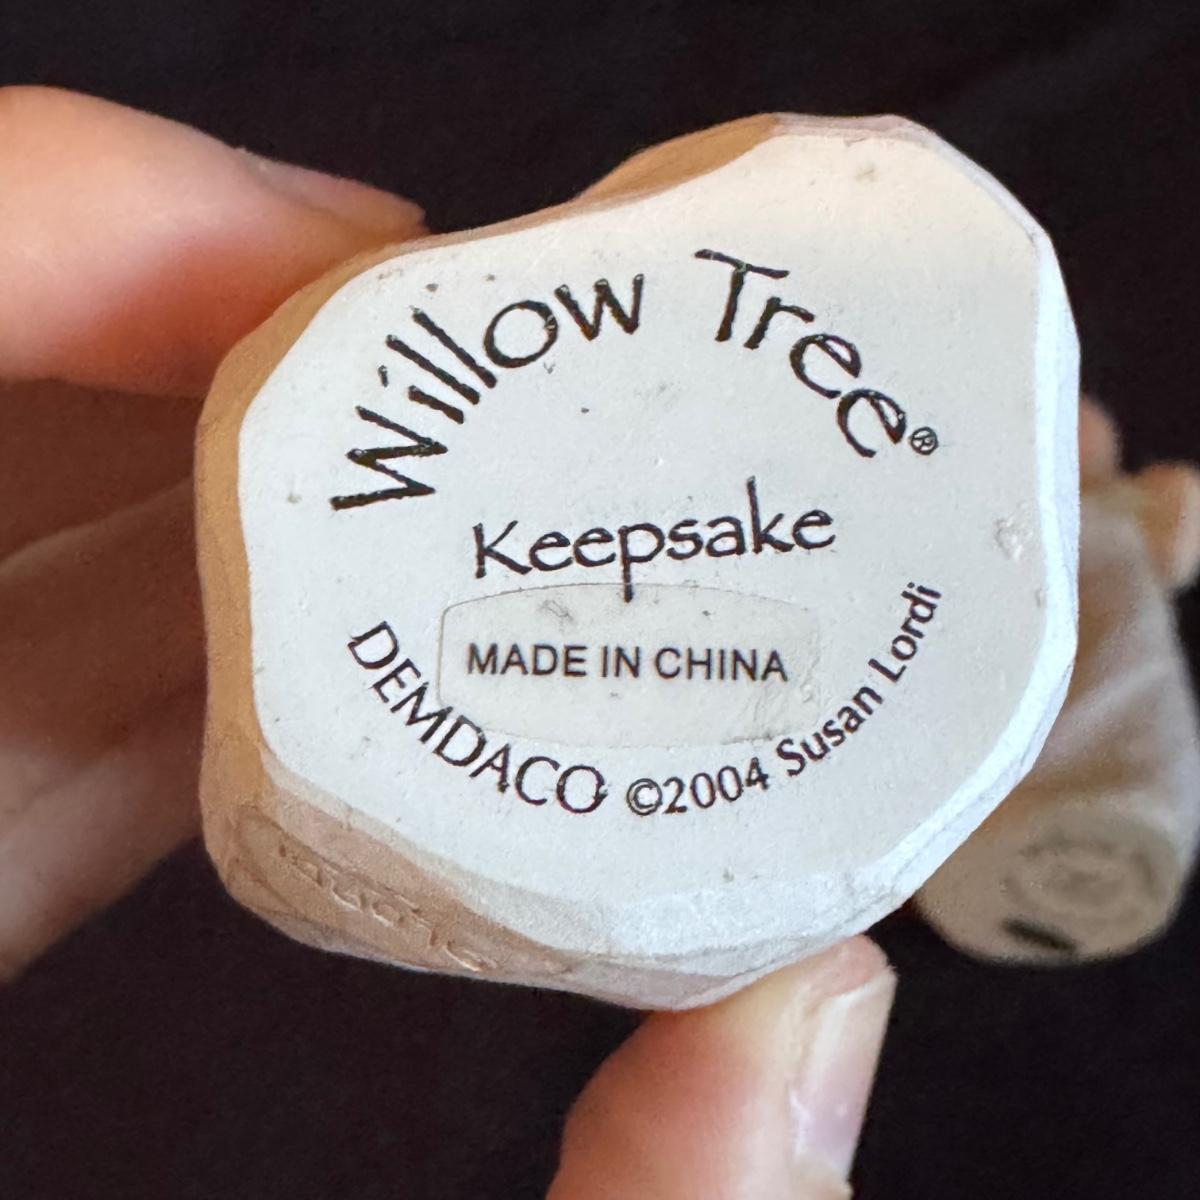 Willow Tree®
Keepsake
MADE IN CHINA
DEMDACO ©2004 Susan Lordi